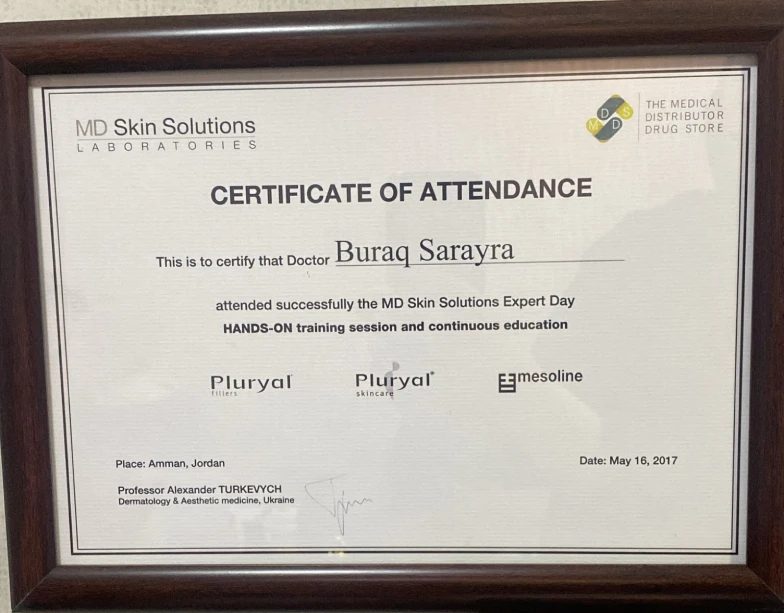 MD Skin Solutions
LABORATORIES
MDDS
THE MEDICAL
DISTRIBUTOR
DRUG STORE
CERTIFICATE OF ATTENDANCE
This is to certify that Doctor Buraq Sarayra
attended successfully the MD Skin Solutions Expert Day
HANDS-ON training session and continuous education
Pluryal
fillers
Pluryal®
skincare
mesoline
Place: Amman, Jordan
Date: May 16, 2017
Professor Alexander TURKEVYCH
Dermatology & Aesthetic medicine, Ukraine